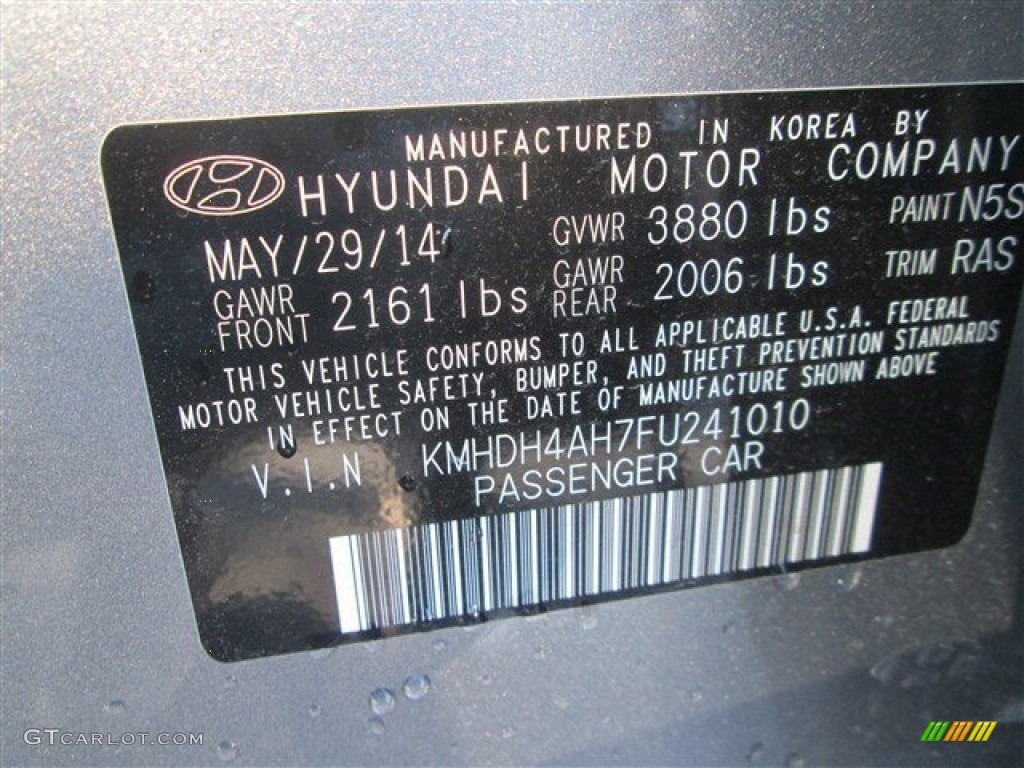 MANUFACTURED IN KOREA BY
HYUNDAI MOTOR COMPANY
MAY/29/14 GVWR 3880 lbs PAINT N5S
GAWR FRONT 2161 lbs GAWR REAR 2006 lbs TRIM RAS
THIS VEHICLE CONFORMS TO ALL APPLICABLE U.S.A. FEDERAL
MOTOR VEHICLE SAFETY, BUMPER, AND THEFT PREVENTION STANDARDS
IN EFFECT ON THE DATE OF MANUFACTURE SHOWN ABOVE
V.I.N KMHDH4AH7FU241010
PASSENGER CAR
GTCARLOT.COM